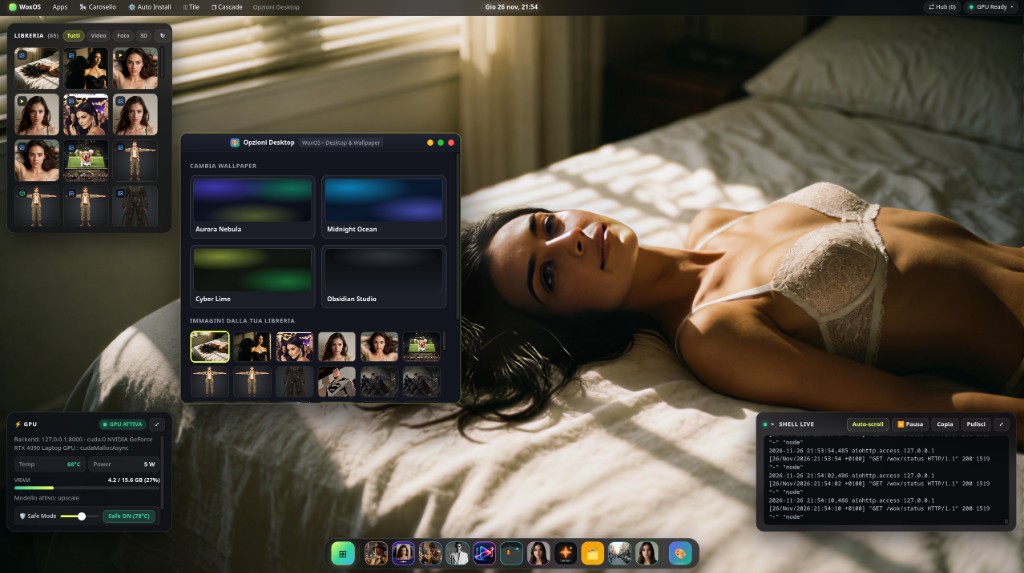 WoxOS Apps Carosello Auto Install Tile Cascade Opzioni Desktop
Gio 26 nov, 21:54
Hub (0) GPU Ready
LIBRERIA (65) Tutti Video Foto 3D
Opzioni Desktop WoxOS • Desktop & Wallpaper
CAMBIA WALLPAPER
Aurora Nebula
Midnight Ocean
Cyber Lime
Obsidian Studio
IMMAGINI DALLA TUA LIBRERIA
GPU GPU ATTIVA
Backend: 127.0.0.1:8000 · cuda:0 NVIDIA GeForce
RTX 4090 Laptop GPU : cudaMallocAsync
Temp 60°C Power 5 W
VRAM 4.2 / 15.6 GB (27%)
Modello attivo: upscale
Safe Mode Safe ON (78°C)
>_ SHELL LIVE Auto-scroll Pausa Copia Pulisci
"-" "node"
2026-11-26 21:53:54,485 aiohttp.access 127.0.0.1
[26/Nov/2026:21:53:54 +0100] "GET /wox/status HTTP/1.1" 200 1519
"-" "node"
2026-11-26 21:54:02,486 aiohttp.access 127.0.0.1
[26/Nov/2026:21:54:02 +0100] "GET /wox/status HTTP/1.1" 200 1519
"-" "node"
2026-11-26 21:54:10,486 aiohttp.access 127.0.0.1
[26/Nov/2026:21:54:10 +0100] "GET /wox/status HTTP/1.1" 200 1519
"-" "node"